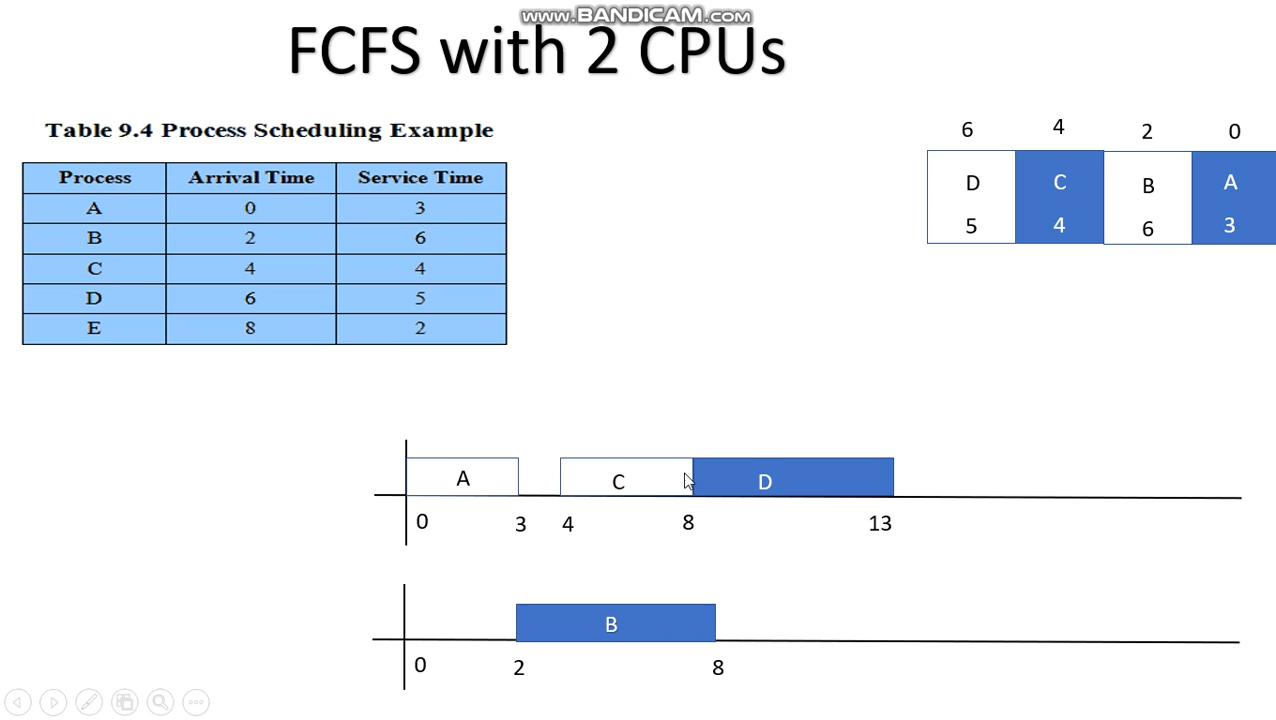 www.BANDICAM.com
FCFS with 2 CPUs
Table 9.4 Process Scheduling Example
Process Arrival Time Service Time
A 0 3
B 2 6
C 4 4
D 6 5
E 8 2
6 4 2 0
D C B A
5 4 6 3
A C D
0 3 4 8 13
B
0 2 8